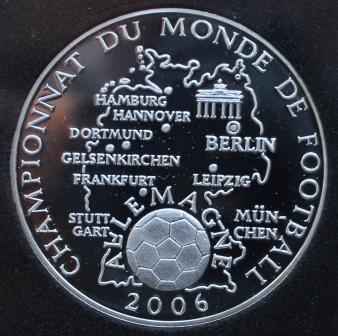 CHAMPIONNAT DU MONDE DE FOOTBALL
HAMBURG
HANNOVER
DORTMUND
BERLIN
GELSENKIRCHEN
FRANKFURT
LEIPZIG
STUTT
GART
MÜN-
CHEN
ALLEMAGNE
2006